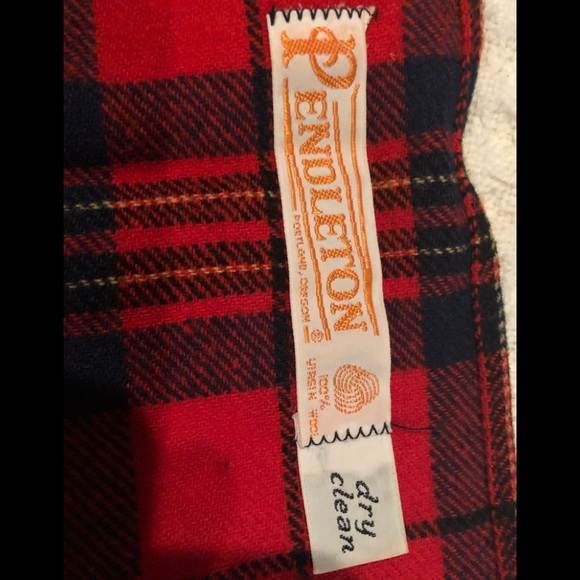 PENDLETON
PORTLAND, OREGON ®
100%
VIRGIN WOOL
dry
clean